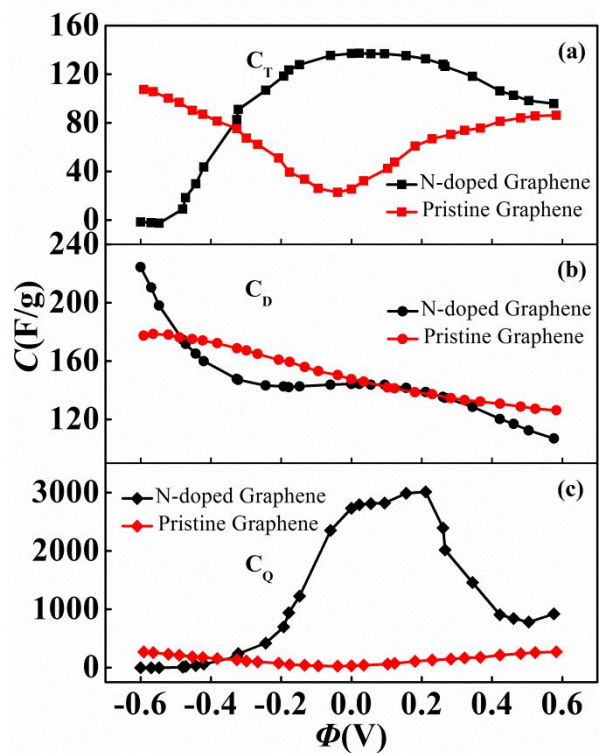 160
120
80
40
0
C_T
(a)
N-doped Graphene
Pristine Graphene
240
200
160
120
C_D
(b)
N-doped Graphene
Pristine Graphene
C(F/g)
3000
2000
1000
0
N-doped Graphene
Pristine Graphene
(c)
C_Q
-0.6 -0.4 -0.2 0.0 0.2 0.4 0.6
Φ(V)